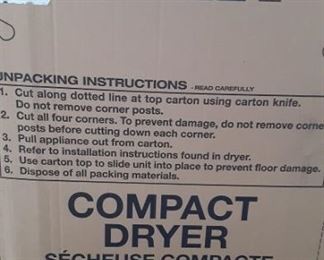 UNPACKING INSTRUCTIONS - READ CAREFULLY
1. Cut along dotted line at top carton using carton knife.
Do not remove corner posts.
2. Cut all four corners. To prevent damage, do not remove corne
posts before cutting down each corner.
3. Pull appliance out from carton.
4. Refer to installation instructions found in dryer.
5. Use carton top to slide unit into place to prevent floor damage.
6. Dispose of all packing materials.
COMPACT
DRYER
SÉCHEUSE COMPACTE